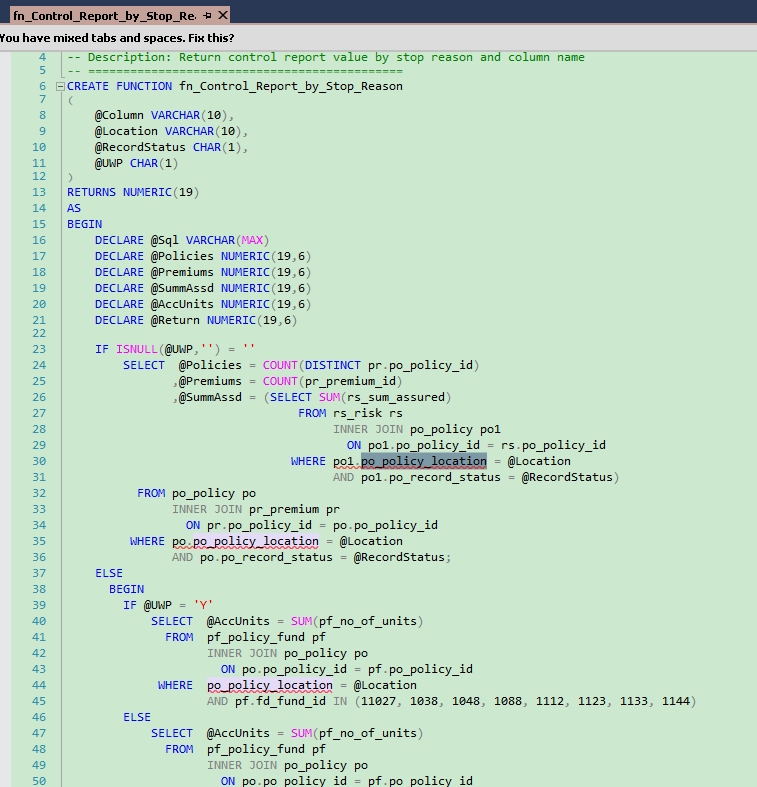 fn_Control_Report_by_Stop_Re.
You have mixed tabs and spaces. Fix this?
4 -- Description: Return control report value by stop reason and column name
5 -- =============================================
6 CREATE FUNCTION fn_Control_Report_by_Stop_Reason
7 (
8 @Column VARCHAR(10),
9 @Location VARCHAR(10),
10 @RecordStatus CHAR(1),
11 @UWP CHAR(1)
12 )
13 RETURNS NUMERIC(19)
14 AS
15 BEGIN
16 DECLARE @Sql VARCHAR(MAX)
17 DECLARE @Policies NUMERIC(19,6)
18 DECLARE @Premiums NUMERIC(19,6)
19 DECLARE @SummAssd NUMERIC(19,6)
20 DECLARE @AccUnits NUMERIC(19,6)
21 DECLARE @Return NUMERIC(19,6)
22
23 IF ISNULL(@UWP,'') = ''
24 SELECT @Policies = COUNT(DISTINCT pr.po_policy_id)
25 ,@Premiums = COUNT(pr_premium_id)
26 ,@SummAssd = (SELECT SUM(rs_sum_assured)
27 FROM rs_risk rs
28 INNER JOIN po_policy po1
29 ON po1.po_policy_id = rs.po_policy_id
30 WHERE po1.po_policy_location = @Location
31 AND po1.po_record_status = @RecordStatus)
32 FROM po_policy po
33 INNER JOIN pr_premium pr
34 ON pr.po_policy_id = po.po_policy_id
35 WHERE po.po_policy_location = @Location
36 AND po.po_record_status = @RecordStatus;
37 ELSE
38 BEGIN
39 IF @UWP = 'Y'
40 SELECT @AccUnits = SUM(pf_no_of_units)
41 FROM pf_policy_fund pf
42 INNER JOIN po_policy po
43 ON po.po_policy_id = pf.po_policy_id
44 WHERE po_policy_location = @Location
45 AND pf.fd_fund_id IN (11027, 1038, 1048, 1088, 1112, 1123, 1133, 1144)
46 ELSE
47 SELECT @AccUnits = SUM(pf_no_of_units)
48 FROM pf_policy_fund pf
49 INNER JOIN po_policy po
50 ON po.po_policy_id = pf.po_policy_id